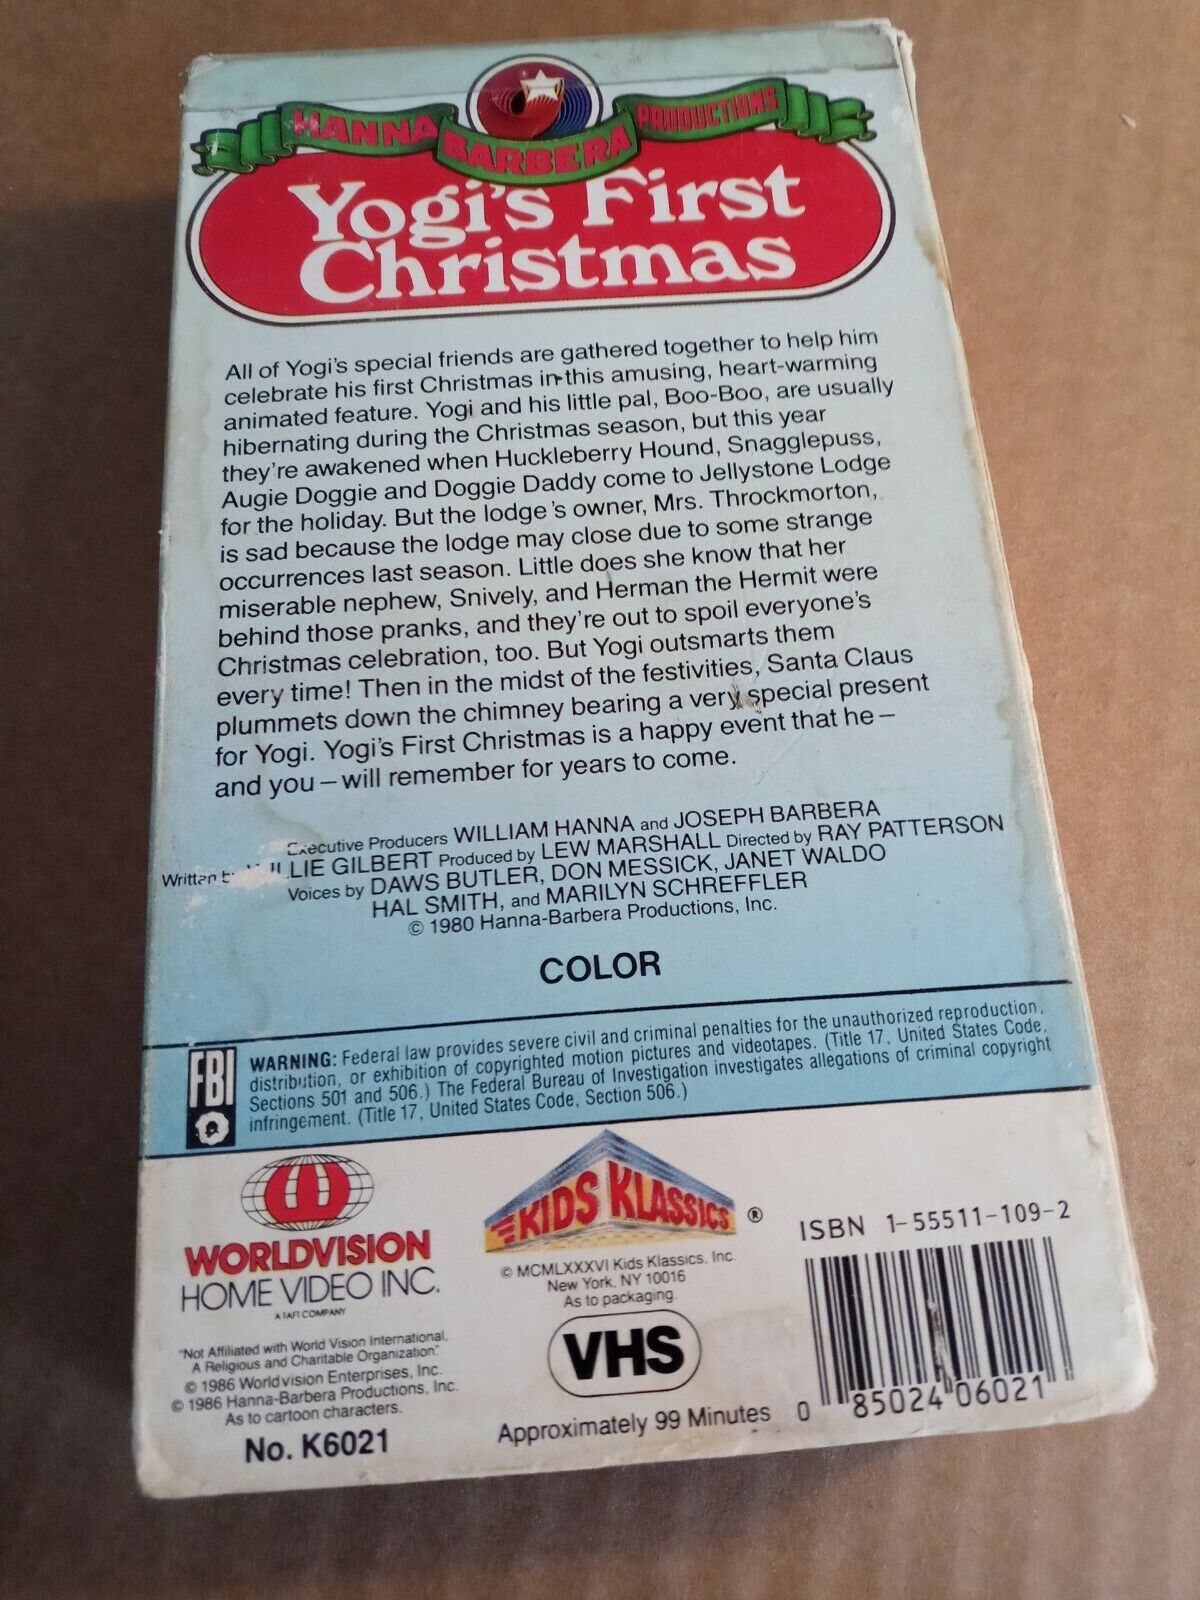 HANNA BARBERA PRODUCTIONS
Yogi's First
Christmas
All of Yogi's special friends are gathered together to help him
celebrate his first Christmas in this amusing, heart-warming
animated feature. Yogi and his little pal, Boo-Boo, are usually
hibernating during the Christmas season, but this year
they're awakened when Huckleberry Hound, Snagglepuss,
Augie Doggie and Doggie Daddy come to Jellystone Lodge
for the holiday. But the lodge's owner, Mrs. Throckmorton,
is sad because the lodge may close due to some strange
occurrences last season. Little does she know that her
miserable nephew, Snively, and Herman the Hermit were
behind those pranks, and they're out to spoil everyone's
Christmas celebration, too. But Yogi outsmarts them
every time! Then in the midst of the festivities, Santa Claus
plummets down the chimney bearing a very special present
for Yogi. Yogi's First Christmas is a happy event that he—
and you—will remember for years to come.
Executive Producers WILLIAM HANNA and JOSEPH BARBERA
Written GILBERT Produced by LEW MARSHALL Directed by RAY PATTERSON
Voices by DAWS BUTLER, DON MESSICK, JANET WALDO
HAL SMITH, and MARILYN SCHREFFLER
© 1980 Hanna-Barbera Productions, Inc.
COLOR
FBI
WARNING: Federal law provides severe civil and criminal penalties for the unauthorized reproduction,
distribution, or exhibition of copyrighted motion pictures and videotapes. (Title 17, United States Code,
Sections 501 and 506.) The Federal Bureau of Investigation investigates allegations of criminal copyright
infringement. (Title 17, United States Code, Section 506.)
WORLDVISION
HOME VIDEO INC.
A TAFT COMPANY
"Not Affiliated with World Vision International,
A Religious and Charitable Organization"
© 1986 Worldvision Enterprises, Inc.
© 1986 Hanna-Barbera Productions, Inc.
As to cartoon characters.
No. K6021
KIDS KLASSICS ®
© MCMLXXXVI Kids Klassics, Inc.
New York, NY 10016
As to packaging
VHS
Approximately 99 Minutes
ISBN 1-55511-109-2
0 85024 06021